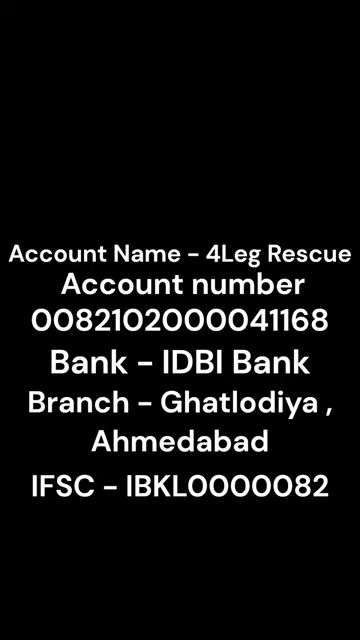 Account Name - 4Leg Rescue
Account number
0082102000041168
Bank - IDBI Bank
Branch - Ghatlodiya ,
Ahmedabad
IFSC - IBKL0000082